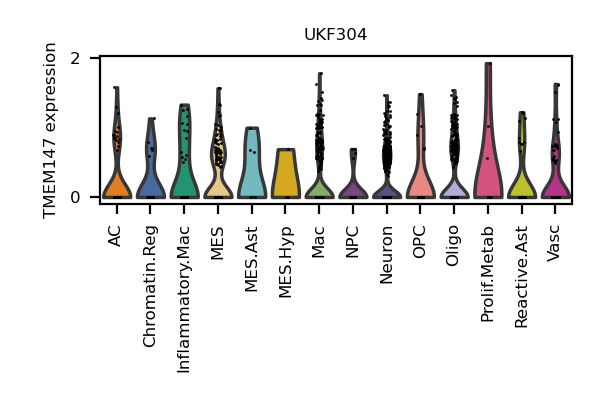 UKF304
TMEM147 expression
2
0
AC
Chromatin.Reg
Inflammatory.Mac
MES
MES.Ast
MES.Hyp
Mac
NPC
Neuron
OPC
Oligo
Prolif.Metab
Reactive.Ast
Vasc